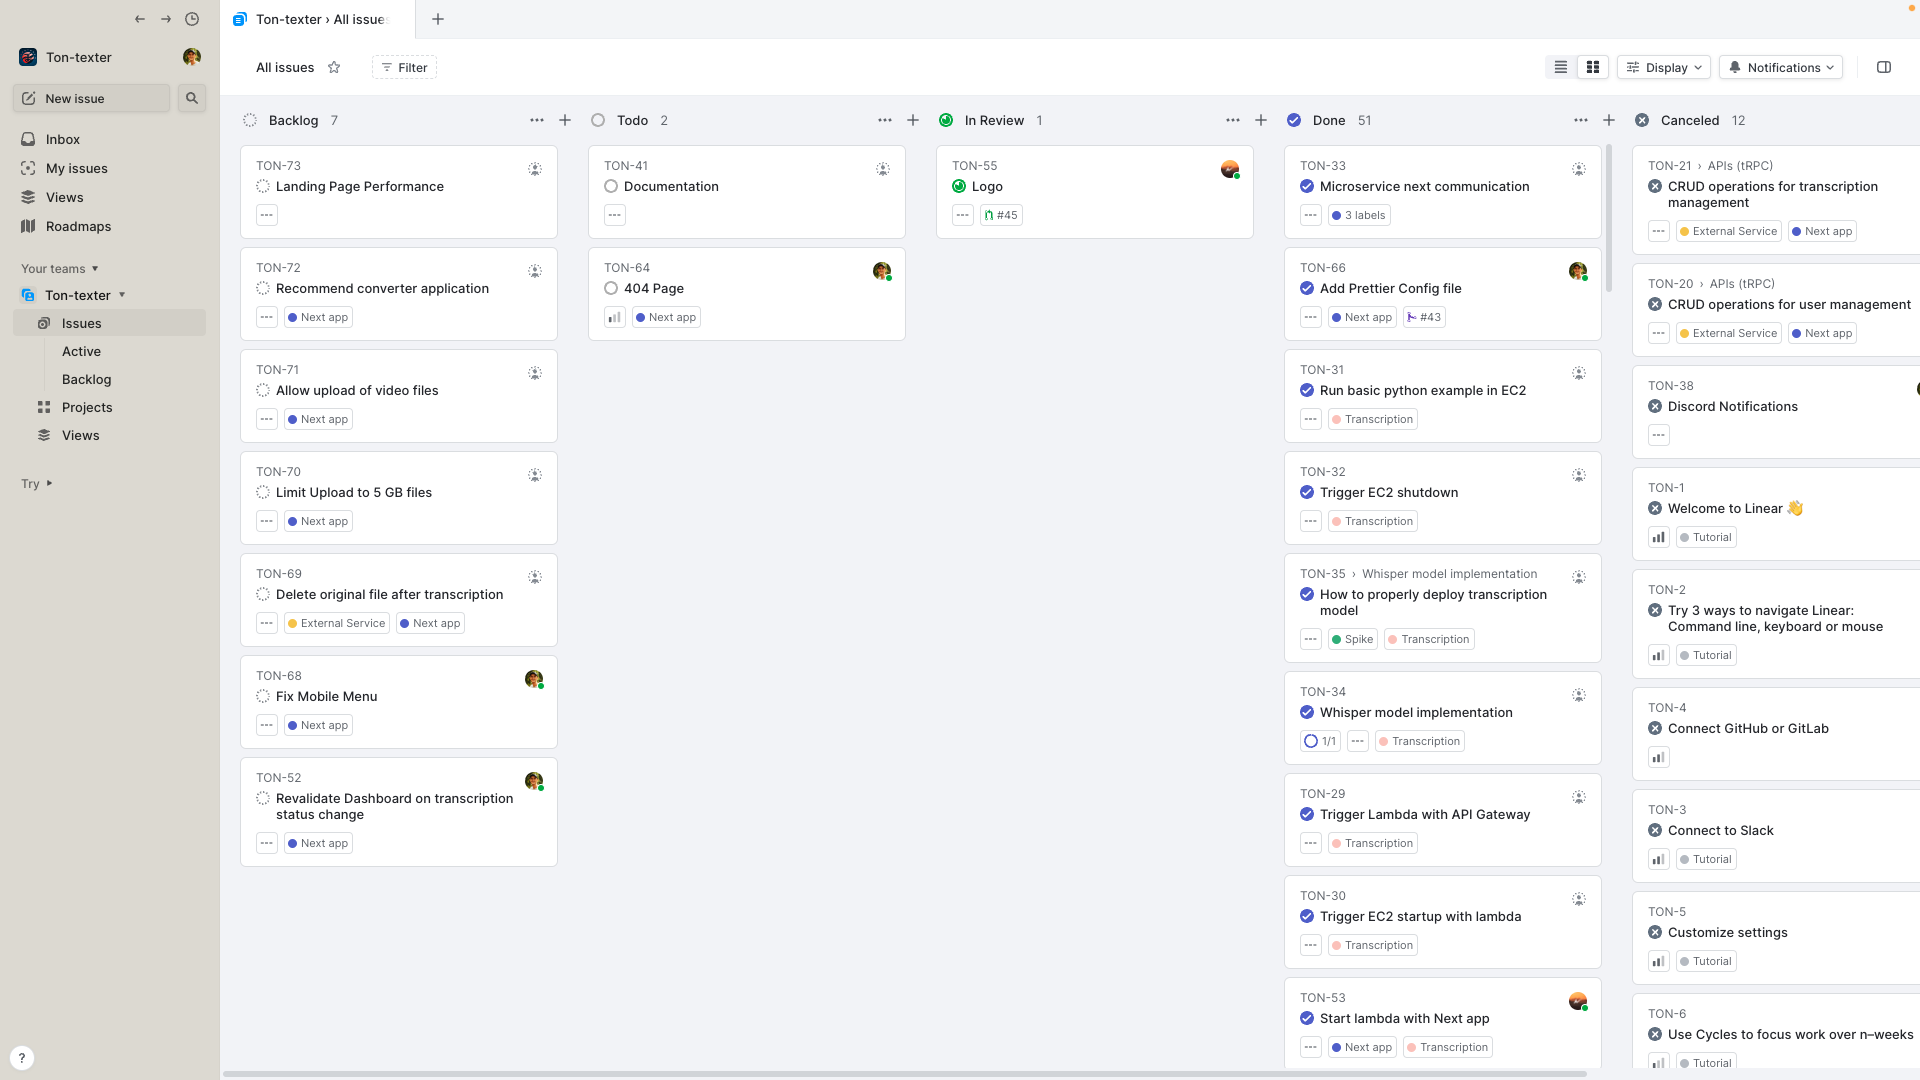 Ton-texter › All issues
Ton-texter
New issue
Inbox
My issues
Views
Roadmaps
Your teams
Ton-texter
Issues
Active
Backlog
Projects
Views
Try
?
All issues
Filter
Display
Notifications
Backlog 7
TON-73
Landing Page Performance
TON-72
Recommend converter application
Next app
TON-71
Allow upload of video files
Next app
TON-70
Limit Upload to 5 GB files
Next app
TON-69
Delete original file after transcription
External Service Next app
TON-68
Fix Mobile Menu
Next app
TON-52
Revalidate Dashboard on transcription
status change
Next app
Todo 2
TON-41
Documentation
TON-64
404 Page
Next app
In Review 1
TON-55
Logo
#45
Done 51
TON-33
Microservice next communication
3 labels
TON-66
Add Prettier Config file
Next app #43
TON-31
Run basic python example in EC2
Transcription
TON-32
Trigger EC2 shutdown
Transcription
TON-35 › Whisper model implementation
How to properly deploy transcription
model
Spike Transcription
TON-34
Whisper model implementation
1/1 Transcription
TON-29
Trigger Lambda with API Gateway
Transcription
TON-30
Trigger EC2 startup with lambda
Transcription
TON-53
Start lambda with Next app
Next app Transcription
Canceled 12
TON-21 › APIs (tRPC)
CRUD operations for transcription
management
External Service Next app
TON-20 › APIs (tRPC)
CRUD operations for user management
External Service Next app
TON-38
Discord Notifications
TON-1
Welcome to Linear 👋
Tutorial
TON-2
Try 3 ways to navigate Linear:
Command line, keyboard or mouse
Tutorial
TON-4
Connect GitHub or GitLab
TON-3
Connect to Slack
Tutorial
TON-5
Customize settings
Tutorial
TON-6
Use Cycles to focus work over n–weeks
Tutorial